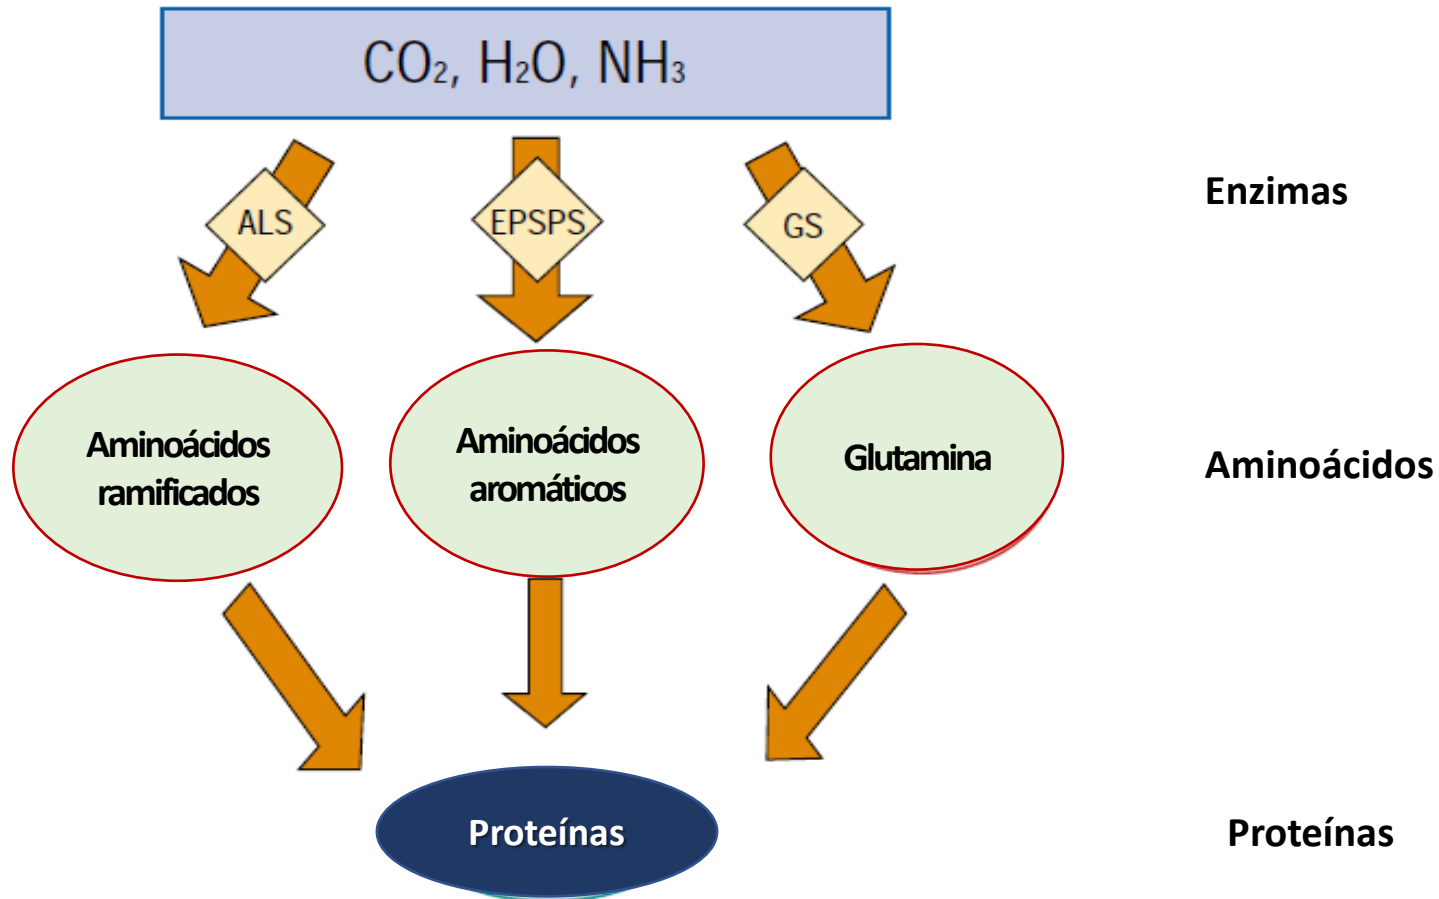 CO₂, H₂O, NH₃
Enzimas
ALS
EPSPS
GS
Aminoácidos
ramificados
Aminoácidos
aromáticos
Glutamina
Aminoácidos
Proteínas
Proteínas